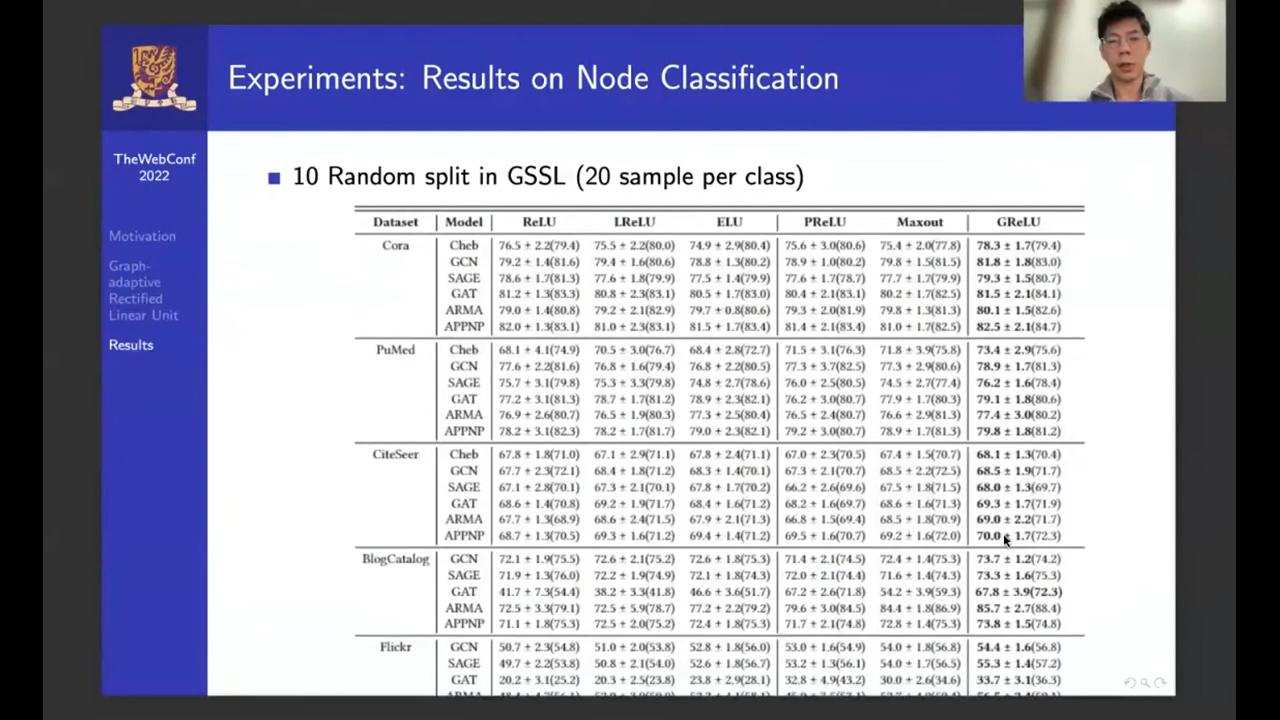 Experiments: Results on Node Classification
TheWebConf
2022
Motivation
Graph-
adaptive
Rectified
Linear Unit
Results
10 Random split in GSSL (20 sample per class)
Dataset Model ReLU LReLU ELU PReLU Maxout GReLU
Cora Cheb 76.5 ± 2.2(79.4) 75.5 ± 2.2(80.0) 74.9 ± 2.9(80.4) 75.6 ± 3.0(80.6) 75.4 ± 2.0(77.8) 78.3 ± 1.7(79.4)
GCN 79.2 ± 1.4(81.6) 79.4 ± 1.6(80.6) 78.8 ± 1.3(80.2) 78.9 ± 1.0(80.2) 79.8 ± 1.5(81.5) 81.8 ± 1.8(83.0)
SAGE 78.6 ± 1.7(81.3) 77.6 ± 1.8(79.9) 77.5 ± 1.4(79.9) 77.6 ± 1.7(78.7) 77.7 ± 1.7(79.9) 79.3 ± 1.5(80.7)
GAT 81.2 ± 1.3(83.3) 80.8 ± 2.3(83.1) 80.5 ± 1.7(83.0) 80.4 ± 2.1(83.1) 80.2 ± 1.7(82.5) 81.5 ± 2.1(84.1)
ARMA 79.0 ± 1.4(80.8) 79.2 ± 2.1(82.9) 79.7 ± 0.8(80.6) 79.3 ± 2.0(81.9) 79.8 ± 1.3(81.3) 80.1 ± 1.5(82.6)
APPNP 82.0 ± 1.3(83.1) 81.0 ± 2.3(83.1) 81.5 ± 1.7(83.4) 81.4 ± 2.1(83.4) 81.0 ± 1.7(82.5) 82.5 ± 2.1(84.7)
PuMed Cheb 68.1 ± 4.1(74.9) 70.5 ± 3.0(76.7) 68.4 ± 2.8(72.7) 71.5 ± 3.1(76.3) 71.8 ± 3.9(75.8) 73.4 ± 2.9(75.6)
GCN 77.6 ± 2.2(81.6) 76.8 ± 1.6(79.4) 76.8 ± 2.2(80.5) 77.3 ± 3.7(82.5) 77.3 ± 2.9(80.6) 78.9 ± 1.7(81.3)
SAGE 75.7 ± 3.1(79.8) 75.3 ± 3.3(79.8) 74.8 ± 2.7(78.6) 76.0 ± 2.5(80.5) 74.5 ± 2.7(77.4) 76.2 ± 1.6(78.4)
GAT 77.2 ± 3.1(81.3) 78.7 ± 1.7(81.2) 78.9 ± 2.3(82.1) 76.2 ± 3.0(80.7) 77.9 ± 1.7(80.3) 79.1 ± 1.8(80.6)
ARMA 76.9 ± 2.6(80.7) 76.5 ± 1.9(80.3) 77.3 ± 2.5(80.4) 76.5 ± 2.4(80.7) 76.6 ± 2.9(81.3) 77.4 ± 3.0(80.2)
APPNP 78.2 ± 3.1(82.3) 78.2 ± 1.7(81.7) 79.0 ± 2.3(82.1) 79.2 ± 3.0(80.7) 78.9 ± 1.7(81.3) 79.8 ± 1.8(81.2)
CiteSeer Cheb 67.8 ± 1.8(71.0) 67.1 ± 2.9(71.1) 67.8 ± 2.4(71.1) 67.0 ± 2.3(70.5) 67.4 ± 1.5(70.7) 68.1 ± 1.3(70.4)
GCN 67.7 ± 2.3(72.1) 68.4 ± 1.8(71.2) 68.3 ± 1.4(70.1) 67.3 ± 2.1(70.7) 68.5 ± 2.2(72.5) 68.5 ± 1.9(71.7)
SAGE 67.1 ± 2.8(70.1) 67.3 ± 2.1(70.1) 67.8 ± 1.7(70.2) 66.2 ± 2.6(69.6) 67.5 ± 1.8(71.5) 68.0 ± 1.3(69.7)
GAT 68.6 ± 1.4(70.8) 69.2 ± 1.9(71.7) 68.4 ± 1.6(71.2) 68.2 ± 1.6(69.7) 68.6 ± 1.6(71.3) 69.3 ± 1.7(71.9)
ARMA 67.7 ± 1.3(68.9) 68.6 ± 2.4(71.5) 67.9 ± 2.1(71.3) 66.8 ± 1.5(69.4) 68.5 ± 1.8(70.9) 69.0 ± 2.2(71.7)
APPNP 68.7 ± 1.3(70.5) 69.3 ± 1.6(71.2) 69.4 ± 1.4(71.2) 69.5 ± 1.6(70.7) 69.2 ± 1.6(72.0) 70.0 ± 1.7(72.3)
BlogCatalog GCN 72.1 ± 1.9(75.5) 72.6 ± 2.1(75.2) 72.6 ± 1.8(75.3) 71.4 ± 2.1(74.5) 72.4 ± 1.4(75.3) 73.7 ± 1.2(74.2)
SAGE 71.9 ± 1.3(76.0) 72.2 ± 1.9(74.9) 72.1 ± 1.8(74.3) 72.0 ± 2.1(74.4) 71.6 ± 1.4(74.3) 73.3 ± 1.6(75.3)
GAT 41.7 ± 7.3(54.4) 38.2 ± 3.3(41.8) 46.6 ± 3.6(51.7) 67.2 ± 2.6(71.8) 54.2 ± 3.9(59.3) 67.8 ± 3.9(72.3)
ARMA 72.5 ± 3.3(79.1) 72.5 ± 5.9(78.7) 77.2 ± 2.2(79.2) 79.6 ± 3.0(84.5) 84.4 ± 1.8(86.9) 85.7 ± 2.7(88.4)
APPNP 71.1 ± 1.8(75.3) 72.5 ± 2.0(75.2) 72.4 ± 1.8(75.3) 71.7 ± 2.1(74.8) 72.8 ± 1.4(75.3) 73.8 ± 1.5(74.8)
Flickr GCN 50.7 ± 2.3(54.8) 51.0 ± 2.0(53.8) 52.8 ± 1.8(56.0) 53.0 ± 1.6(54.9) 54.0 ± 1.8(56.8) 54.4 ± 1.6(56.8)
SAGE 49.7 ± 2.2(53.8) 50.8 ± 2.1(54.0) 52.6 ± 1.8(56.7) 53.2 ± 1.3(56.1) 54.0 ± 1.7(56.5) 55.3 ± 1.4(57.2)
GAT 20.2 ± 3.1(25.2) 20.3 ± 2.5(23.8) 23.8 ± 2.9(28.1) 32.8 ± 4.9(43.2) 30.0 ± 2.6(34.6) 33.7 ± 3.1(36.3)